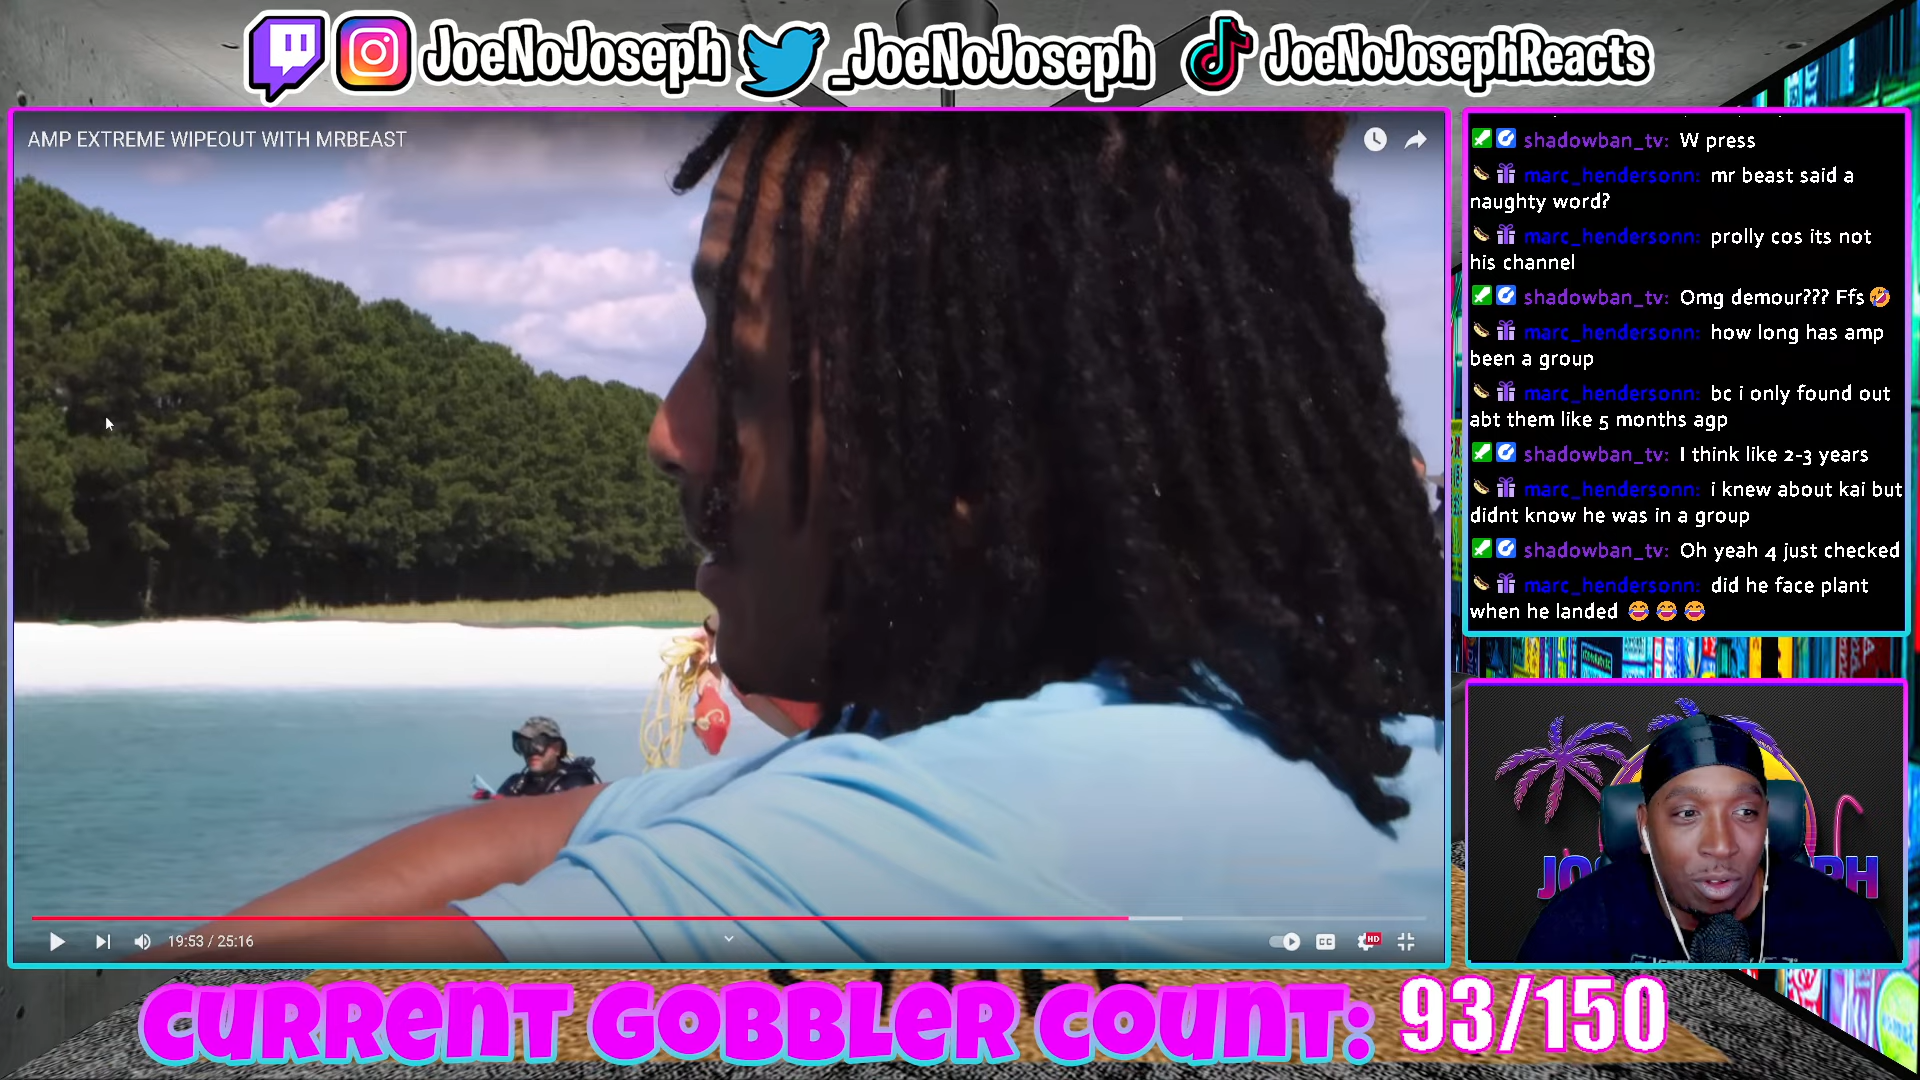 JoeNoJoseph
_JoeNoJoseph
JoeNoJosephReacts
AMP EXTREME WIPEOUT WITH MRBEAST
shadowban_tv: W press
marc_hendersonn: mr beast said a
naughty word?
marc_hendersonn: prolly cos its not
his channel
shadowban_tv: Omg demour??? Ffs 🤣
marc_hendersonn: how long has amp
been a group
marc_hendersonn: bc i only found out
abt them like 5 months agp
shadowban_tv: I think like 2-3 years
marc_hendersonn: i knew about kai but
didnt know he was in a group
shadowban_tv: Oh yeah 4 just checked
marc_hendersonn: did he face plant
when he landed 😂 😂 😂
19:53 / 25:16
CC
HD
CURRENT GOBBLER COUNT: 93/150